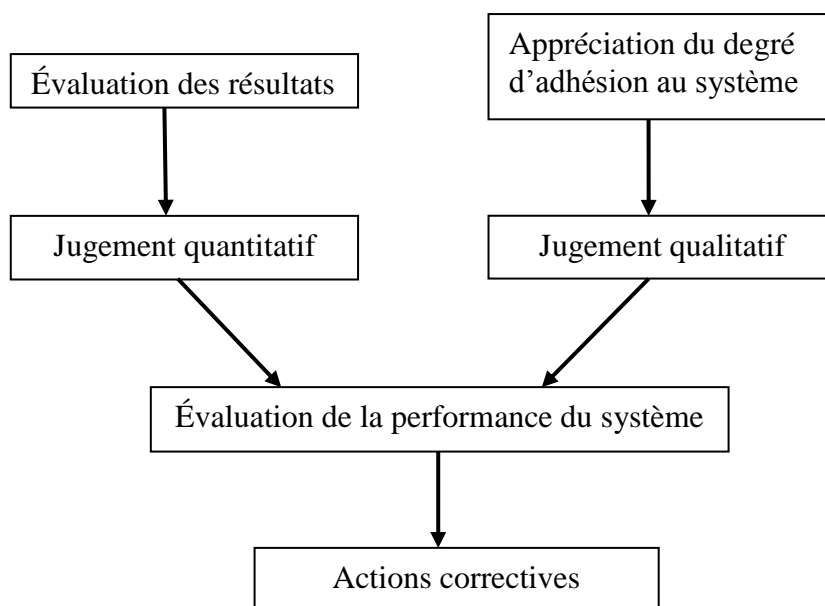 Évaluation des résultats
Appréciation du degré
d’adhésion au système
Jugement quantitatif
Jugement qualitatif
Évaluation de la performance du système
Actions correctives